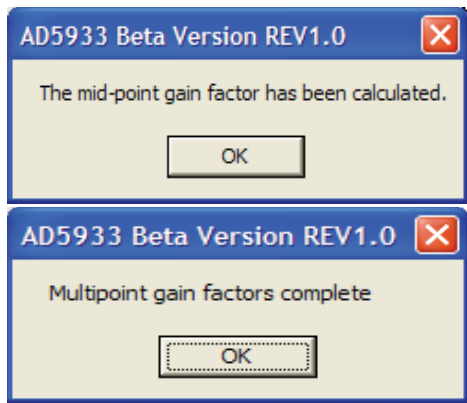 AD5933 Beta Version REV1.0
The mid-point gain factor has been calculated.
OK
AD5933 Beta Version REV1.0
Multipoint gain factors complete
OK